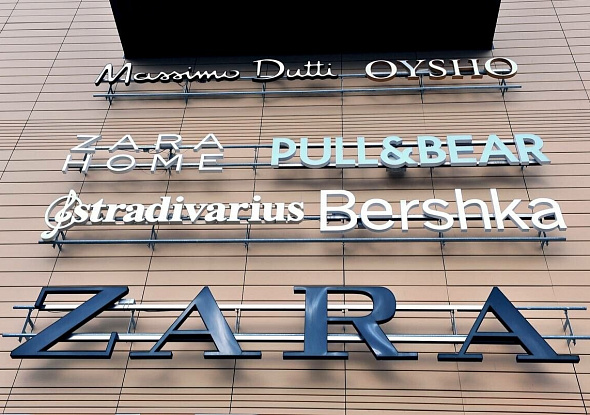 Massimo Dutti OYSHO
ZARA HOME PULL&BEAR
Stradivarius Bershka
ZARA